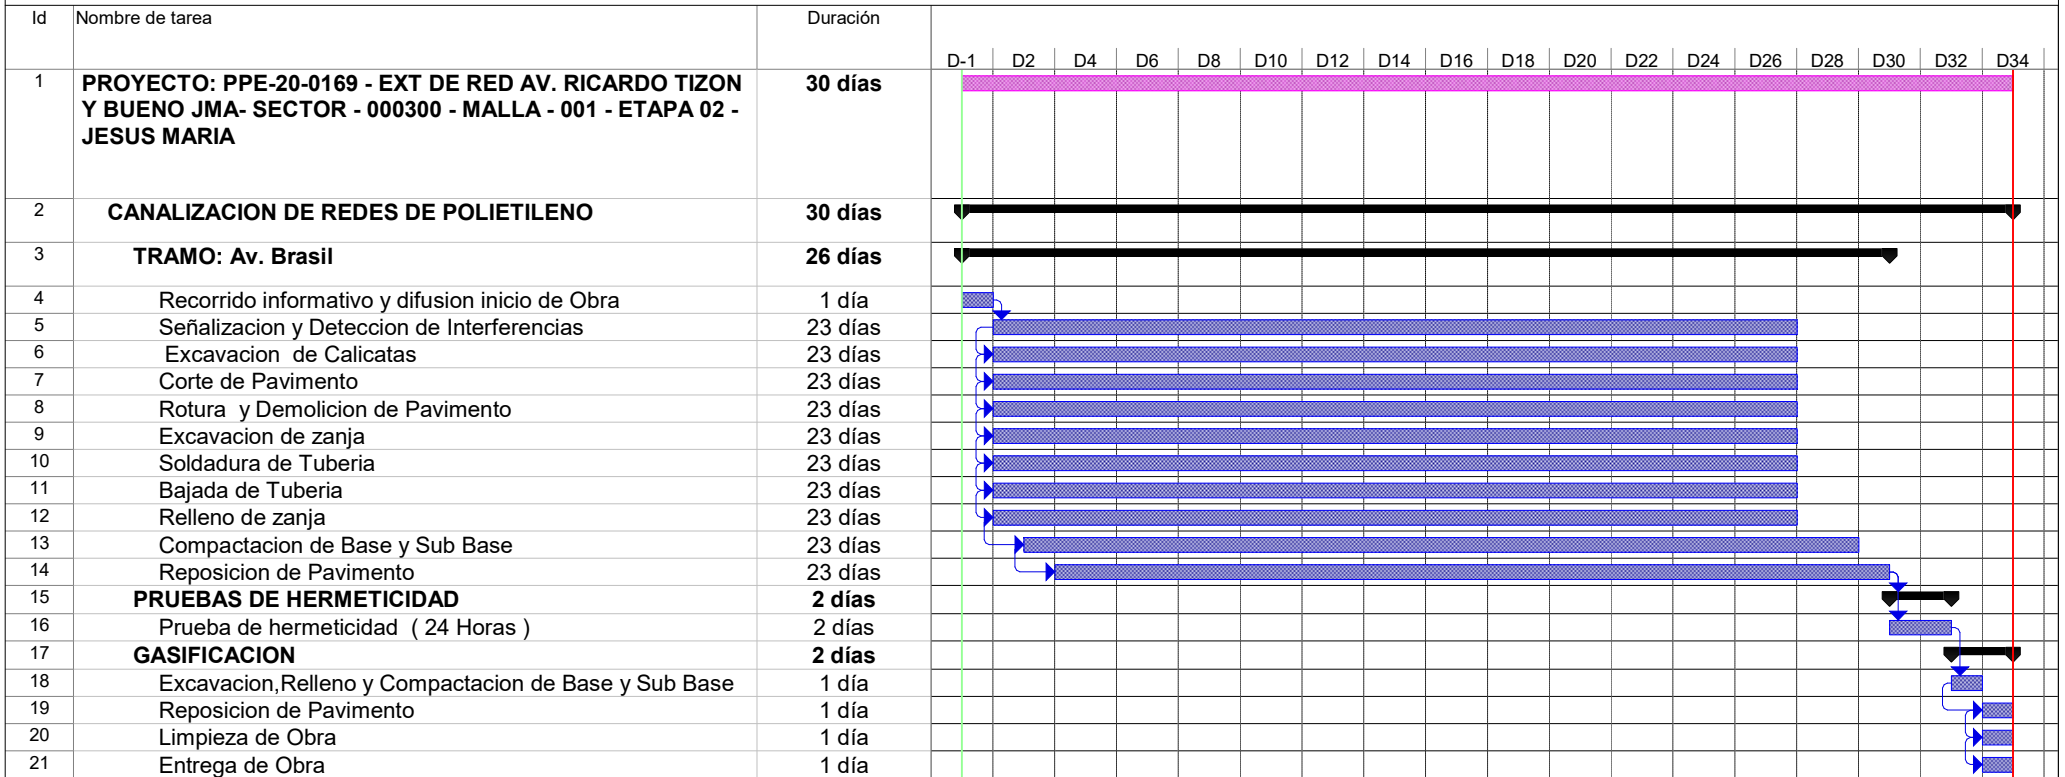 Id Nombre de tarea Duración
D-1 D2 D4 D6 D8 D10 D12 D14 D16 D18 D20 D22 D24 D26 D28 D30 D32 D34
1 PROYECTO: PPE-20-0169 - EXT DE RED AV. RICARDO TIZON 30 días
Y BUENO JMA- SECTOR - 000300 - MALLA - 001 - ETAPA 02 -
JESUS MARIA
2 CANALIZACION DE REDES DE POLIETILENO 30 días
3 TRAMO: Av. Brasil 26 días
4 Recorrido informativo y difusion inicio de Obra 1 día
5 Señalizacion y Deteccion de Interferencias 23 días
6 Excavacion de Calicatas 23 días
7 Corte de Pavimento 23 días
8 Rotura y Demolicion de Pavimento 23 días
9 Excavacion de zanja 23 días
10 Soldadura de Tuberia 23 días
11 Bajada de Tuberia 23 días
12 Relleno de zanja 23 días
13 Compactacion de Base y Sub Base 23 días
14 Reposicion de Pavimento 23 días
15 PRUEBAS DE HERMETICIDAD 2 días
16 Prueba de hermeticidad ( 24 Horas ) 2 días
17 GASIFICACION 2 días
18 Excavacion,Relleno y Compactacion de Base y Sub Base 1 día
19 Reposicion de Pavimento 1 día
20 Limpieza de Obra 1 día
21 Entrega de Obra 1 día